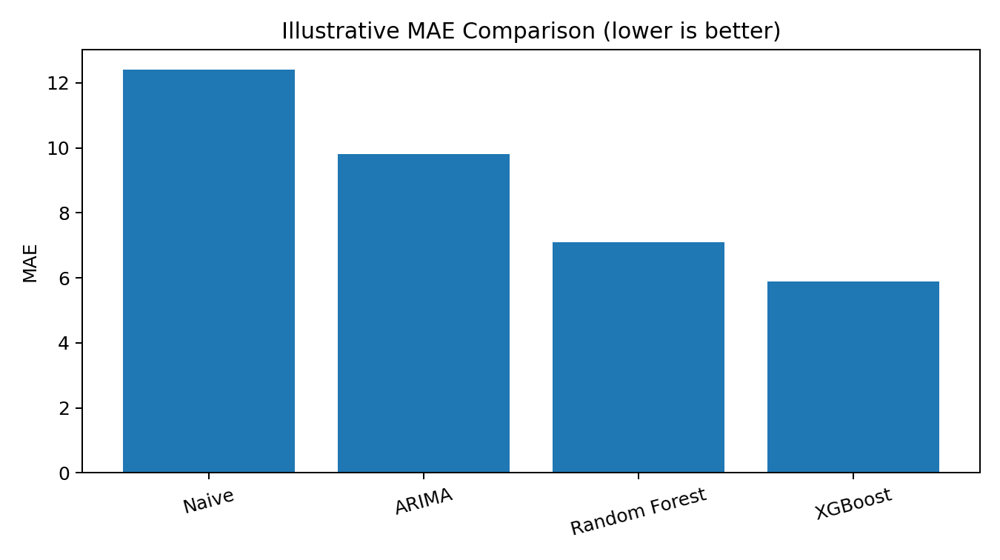 Illustrative MAE Comparison (lower is better)
12
10
8
6
4
2
0
MAE
Naive
ARIMA
Random Forest
XGBoost